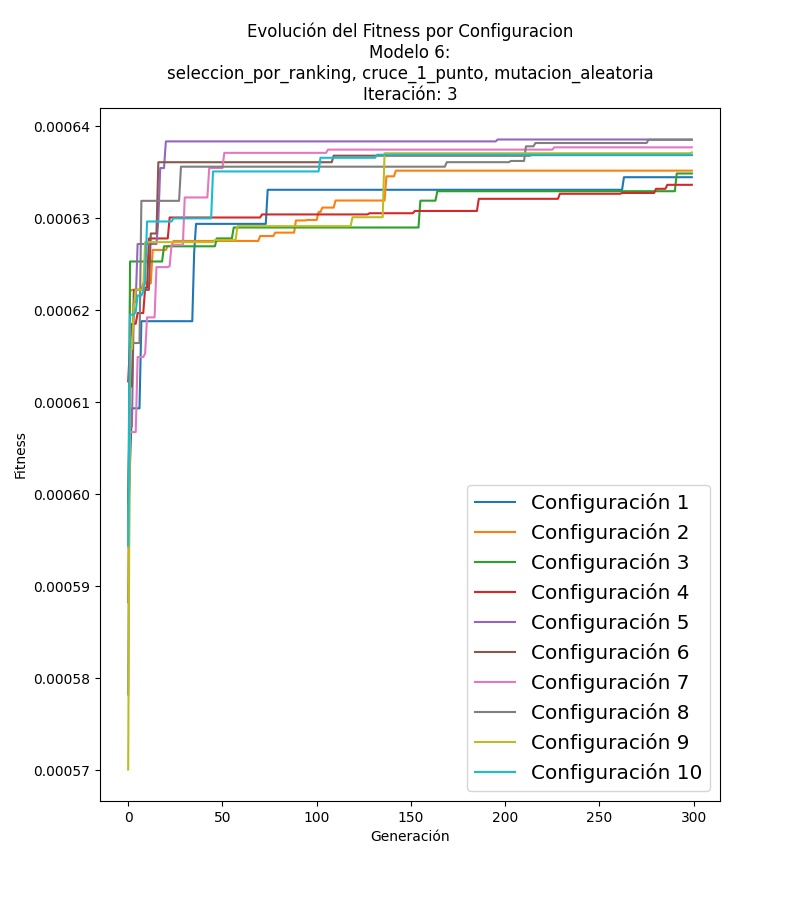 Evolución del Fitness por Configuracion
Modelo 6:
seleccion_por_ranking, cruce_1_punto, mutacion_aleatoria
Iteración: 3
0.00064
0.00063
0.00062
0.00061
0.00060
0.00059
0.00058
0.00057
Fitness
0
50
100
150
200
250
300
Generación
Configuración 1
Configuración 2
Configuración 3
Configuración 4
Configuración 5
Configuración 6
Configuración 7
Configuración 8
Configuración 9
Configuración 10